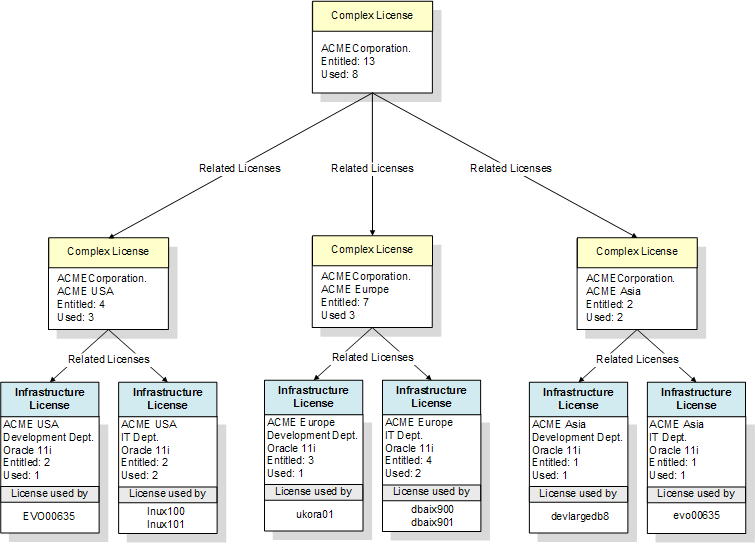 Complex License
ACMECorporation.
Entitled: 13
Used: 8
Related Licenses
Related Licenses
Related Licenses
Complex License
ACMECorporation.
ACME USA
Entitled: 4
Used: 3
Complex License
ACMECorporation.
ACME Europe
Entitled: 7
Used 3
Complex License
ACMECorporation.
ACME Asia
Entitled: 2
Used: 2
Related Licenses
Related Licenses
Related Licenses
Infrastructure
License
ACME USA
Development Dept.
Oracle 11i
Entitled: 2
Used: 1
License used by
EVO00635
Infrastructure
License
ACME USA
IT Dept.
Oracle 11i
Entitled: 2
Used: 2
License used by
lnux100
lnux101
Infrastructure
License
ACME Europe
Development Dept.
Oracle 11i
Entitled: 3
Used: 1
License used by
ukora01
Infrastructure
License
ACME Europe
IT Dept.
Oracle 11i
Entitled: 4
Used: 2
License used by
dbaix900
dbaix901
Infrastructure
License
ACME Asia
Development Dept.
Oracle 11i
Entitled: 1
Used: 1
License used by
devlargedb8
Infrastructure
License
ACME Asia
IT Dept.
Oracle 11i
Entitled: 1
Used: 1
License used by
evo00635